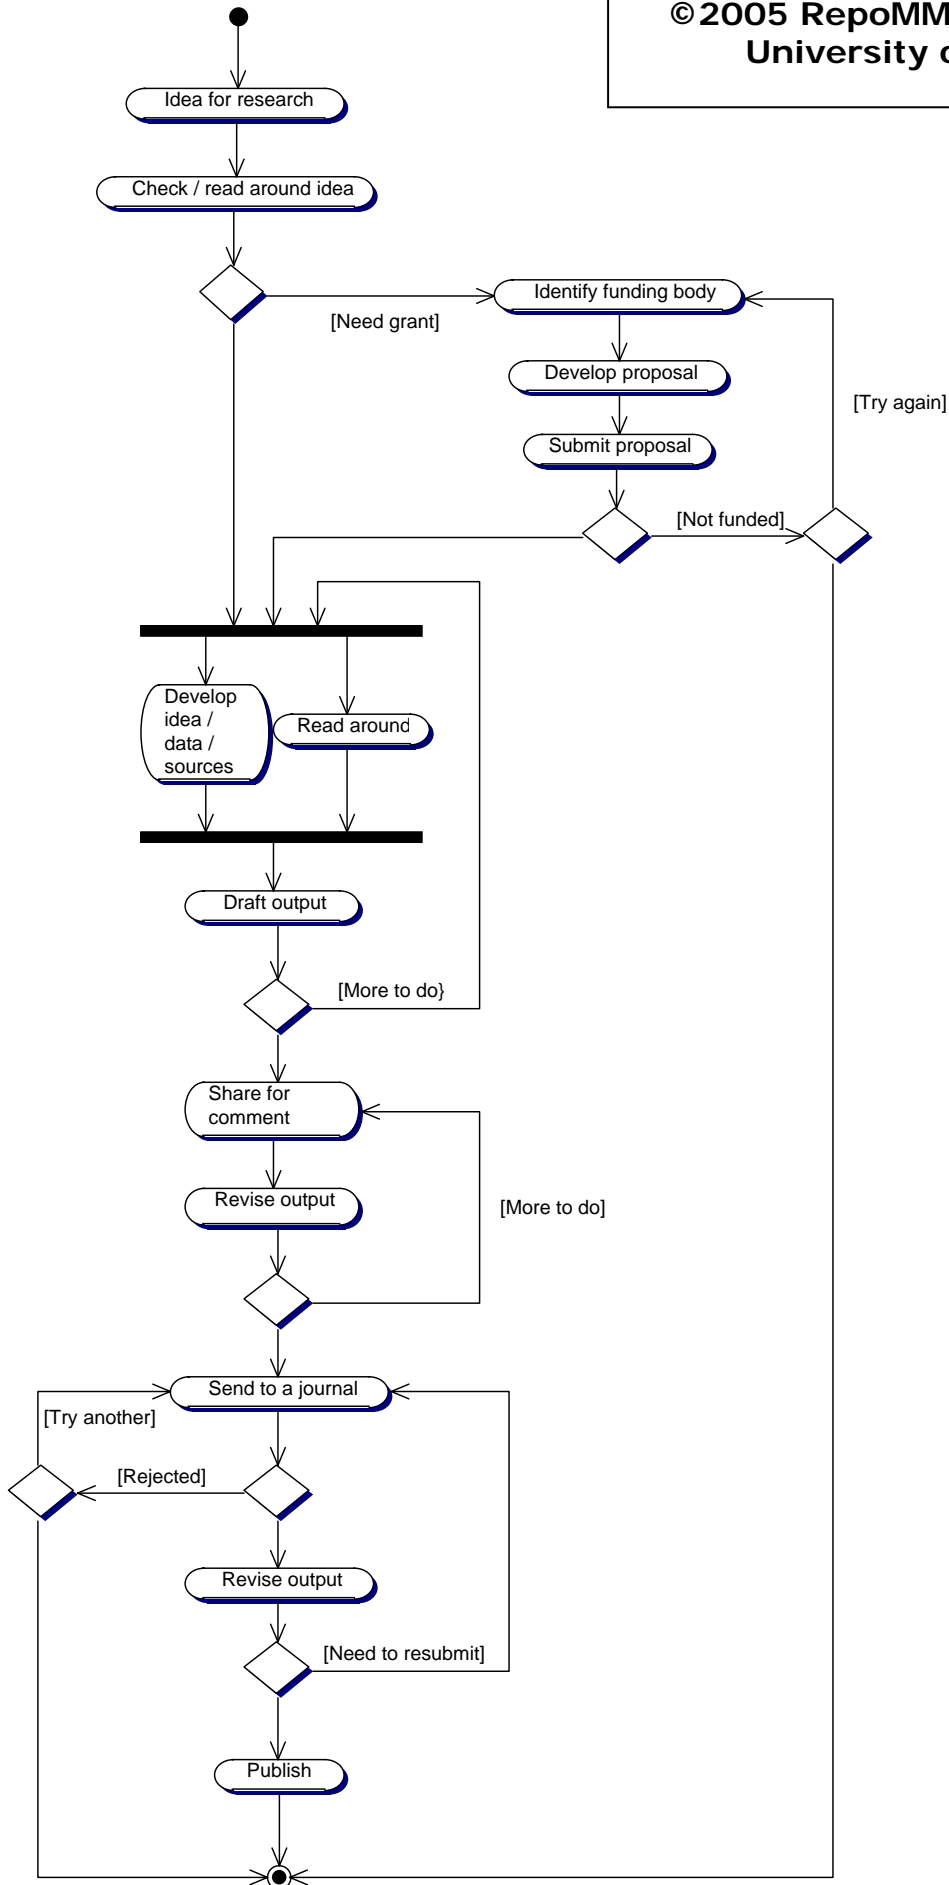 ©2005 RepoMM
University o
Idea for research
Check / read around idea
Identify funding body
[Need grant]
Develop proposal
[Try again]
Submit proposal
[Not funded]
Develop
idea /
data /
sources
Read around
Draft output
[More to do}
Share for
comment
Revise output
[More to do]
Send to a journal
[Try another]
[Rejected]
Revise output
[Need to resubmit]
Publish